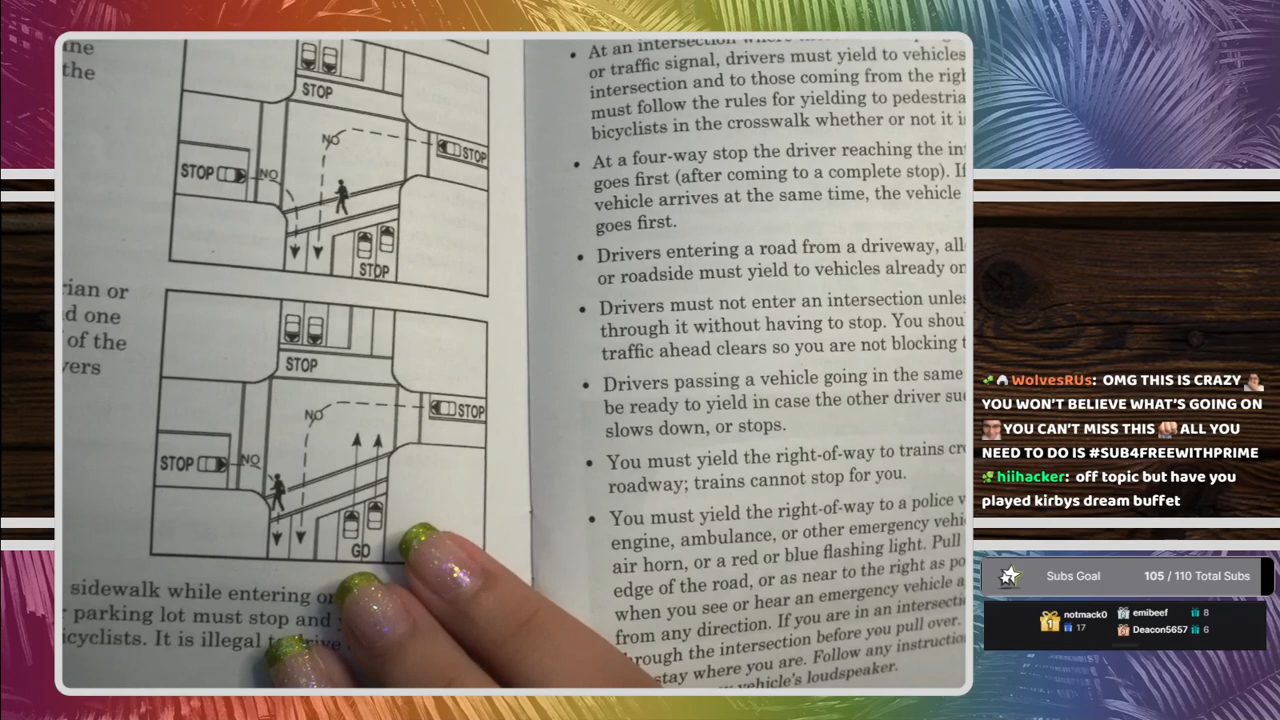 ine
the
STOP
NO
STOP
STOP
NO
STOP
rian or
d one
of the
vers
STOP
NO
STOP
STOP
NO
GO
sidewalk while entering or
parking lot must stop and
icyclists. It is illegal to drive
• At an intersection
or traffic signal, drivers must yield to vehicles
intersection and to those coming from the righ
must follow the rules for yielding to pedestria
bicyclists in the crosswalk whether or not it i
• At a four-way stop the driver reaching the in
goes first (after coming to a complete stop). If
vehicle arrives at the same time, the vehicle
goes first.
• Drivers entering a road from a driveway, all
or roadside must yield to vehicles already on
• Drivers must not enter an intersection unles
through it without having to stop. You shou
traffic ahead clears so you are not blocking t
• Drivers passing a vehicle going in the same
be ready to yield in case the other driver su
slows down, or stops.
• You must yield the right-of-way to trains cr
roadway; trains cannot stop for you.
• You must yield the right-of-way to a police v
engine, ambulance, or other emergency vehi
air horn, or a red or blue flashing light. Pull
edge of the road, or as near to the right as po
when you see or hear an emergency vehicle a
from any direction. If you are in an intersecti
rough the intersection before you pull over.
stay where you are. Follow any instructio
vehicle's loudspeaker.
WolvesRUs: OMG THIS IS CRAZY
YOU WON'T BELIEVE WHAT'S GOING ON
YOU CAN'T MISS THIS ALL YOU
NEED TO DO IS #SUB4FREEWITHPRIME
hiihacker: off topic but have you
played kirbys dream buffet
Subs Goal 105 / 110 Total Subs
1 notmack0 17
2 emibeef 8
3 Deacon5657 6